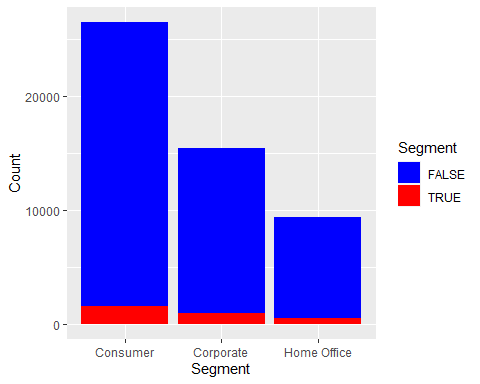 Count
20000
10000
0
Consumer
Corporate
Home Office
Segment
Segment
FALSE
TRUE